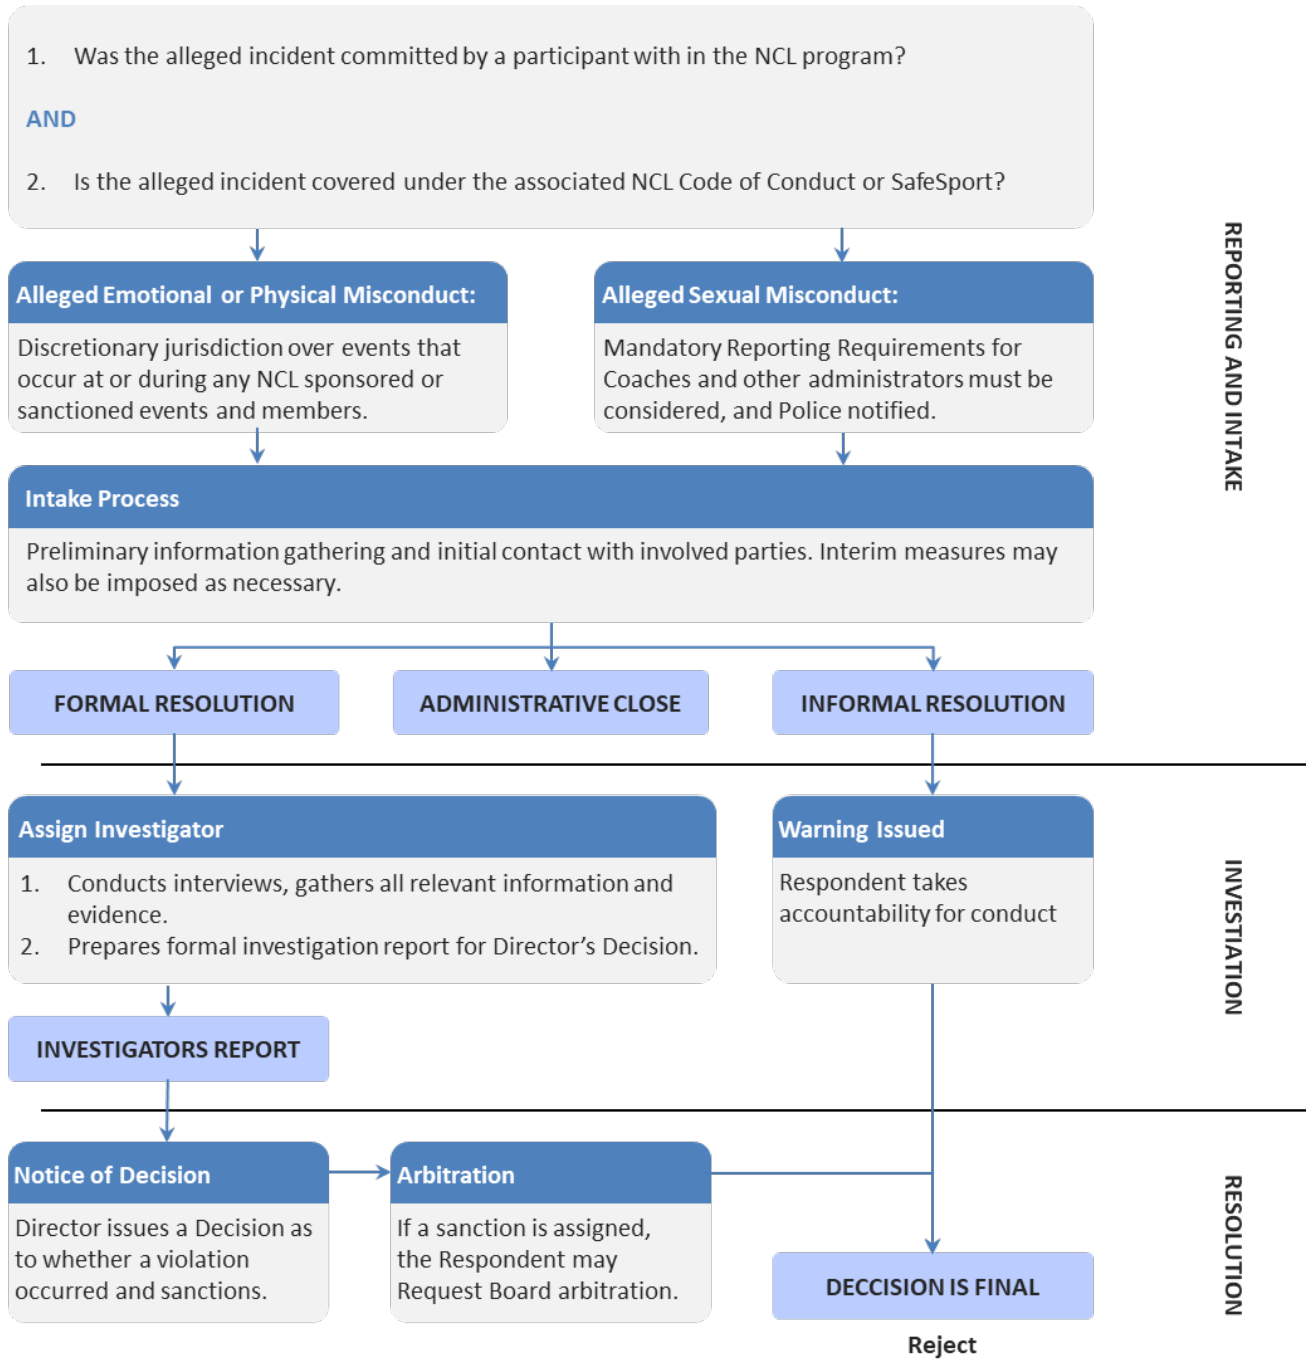 1. Was the alleged incident committed by a participant with in the NCL program?
AND
2. Is the alleged incident covered under the associated NCL Code of Conduct or SafeSport?
Alleged Emotional or Physical Misconduct:
Discretionary jurisdiction over events that
occur at or during any NCL sponsored or
sanctioned events and members.
Alleged Sexual Misconduct:
Mandatory Reporting Requirements for
Coaches and other administrators must be
considered, and Police notified.
REPORTING AND INTAKE
Intake Process
Preliminary information gathering and initial contact with involved parties. Interim measures may
also be imposed as necessary.
FORMAL RESOLUTION
ADMINISTRATIVE CLOSE
INFORMAL RESOLUTION
Assign Investigator
1. Conducts interviews, gathers all relevant information and
evidence.
2. Prepares formal investigation report for Director’s Decision.
Warning Issued
Respondent takes
accountability for conduct
INVESTIATION
INVESTIGATORS REPORT
Notice of Decision
Director issues a Decision as
to whether a violation
occurred and sanctions.
Arbitration
If a sanction is assigned,
the Respondent may
Request Board arbitration.
DECCISION IS FINAL
Reject
RESOLUTION